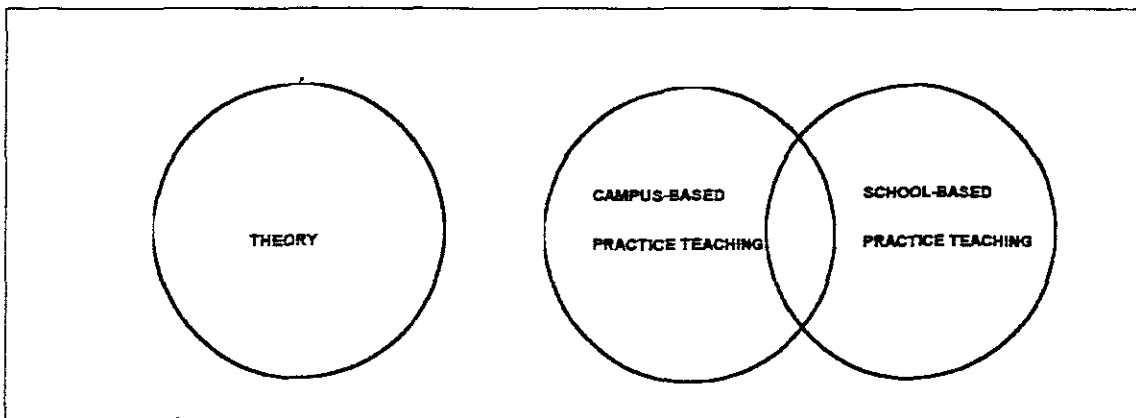 THEORY
CAMPUS-BASED
PRACTICE TEACHING
SCHOOL-BASED
PRACTICE TEACHING